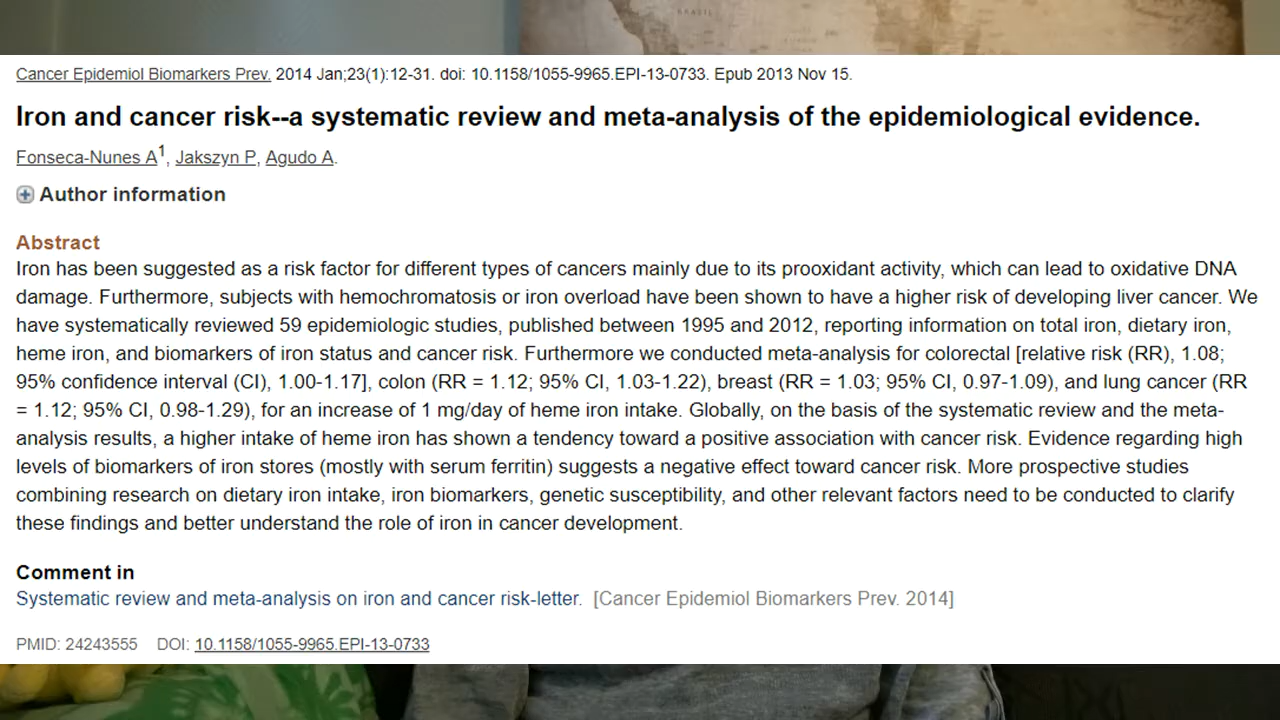 BRASIL
Cancer Epidemiol Biomarkers Prev. 2014 Jan;23(1):12-31. doi: 10.1158/1055-9965.EPI-13-0733. Epub 2013 Nov 15.
Iron and cancer risk--a systematic review and meta-analysis of the epidemiological evidence.
Fonseca-Nunes A1, Jakszyn P, Agudo A.
Author information
Abstract
Iron has been suggested as a risk factor for different types of cancers mainly due to its prooxidant activity, which can lead to oxidative DNA
damage. Furthermore, subjects with hemochromatosis or iron overload have been shown to have a higher risk of developing liver cancer. We
have systematically reviewed 59 epidemiologic studies, published between 1995 and 2012, reporting information on total iron, dietary iron,
heme iron, and biomarkers of iron status and cancer risk. Furthermore we conducted meta-analysis for colorectal [relative risk (RR), 1.08;
95% confidence interval (CI), 1.00-1.17], colon (RR = 1.12; 95% CI, 1.03-1.22), breast (RR = 1.03; 95% CI, 0.97-1.09), and lung cancer (RR
= 1.12; 95% CI, 0.98-1.29), for an increase of 1 mg/day of heme iron intake. Globally, on the basis of the systematic review and the meta-
analysis results, a higher intake of heme iron has shown a tendency toward a positive association with cancer risk. Evidence regarding high
levels of biomarkers of iron stores (mostly with serum ferritin) suggests a negative effect toward cancer risk. More prospective studies
combining research on dietary iron intake, iron biomarkers, genetic susceptibility, and other relevant factors need to be conducted to clarify
these findings and better understand the role of iron in cancer development.
Comment in
Systematic review and meta-analysis on iron and cancer risk-letter. [Cancer Epidemiol Biomarkers Prev. 2014]
PMID: 24243555 DOI: 10.1158/1055-9965.EPI-13-0733